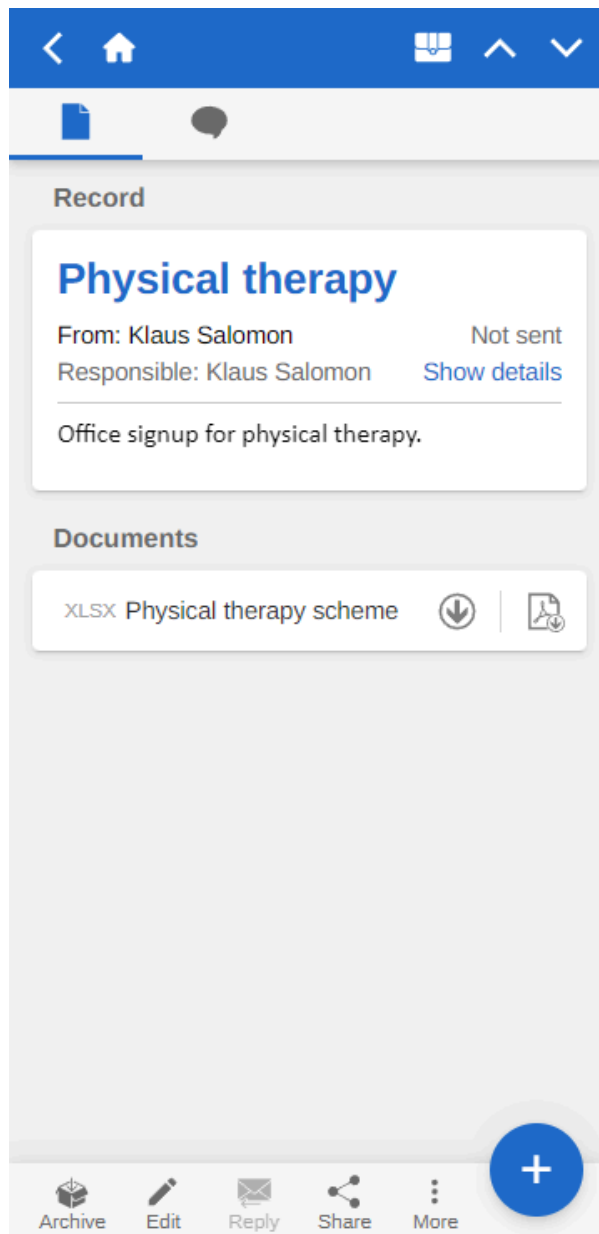 Record
Physical therapy
From: Klaus Salomon Not sent
Responsible: Klaus Salomon Show details
Office signup for physical therapy.
Documents
XLSX Physical therapy scheme
Archive Edit Reply Share More